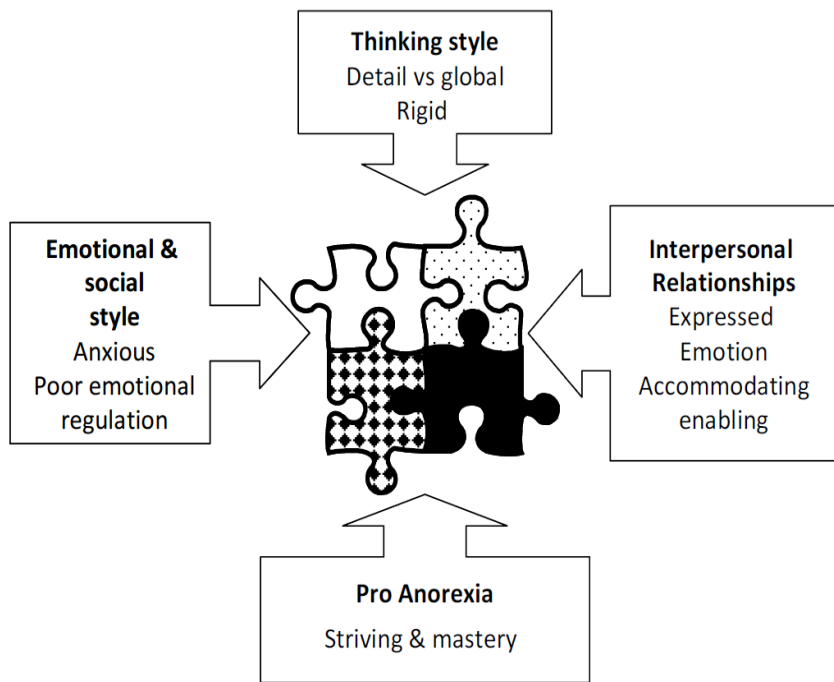 Thinking style
Detail vs global
Rigid
Emotional &
social
style
Anxious
Poor emotional
regulation
Interpersonal
Relationships
Expressed
Emotion
Accommodating
enabling
Pro Anorexia
Striving & mastery